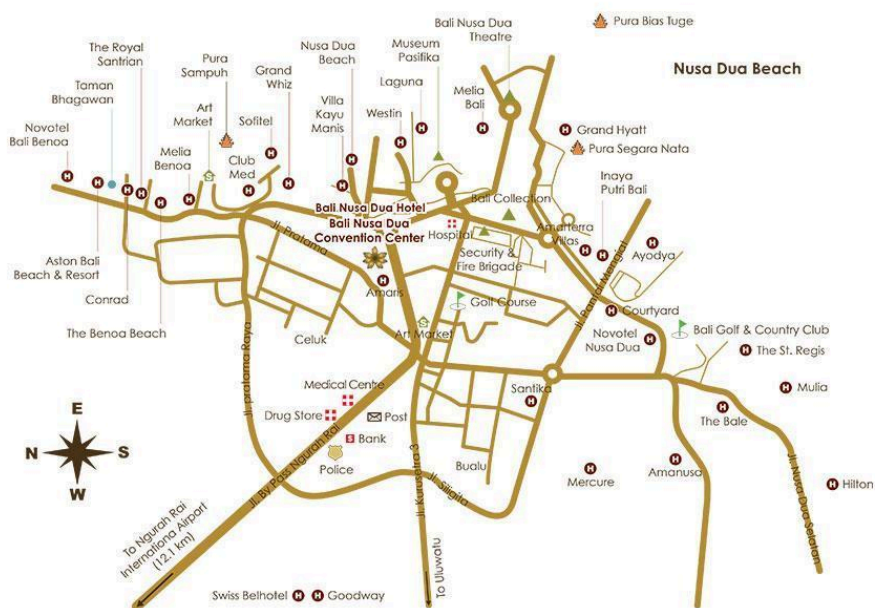 Pura Bias Tuge
Bali Nusa Dua
Theatre
Nusa Dua Beach
The Royal
Santrian
Taman
Bhagawan
Novotel
Bali Benoa
Pura
Sampuh
Art
Market
Melia
Benoa
Grand
Whiz
Sofitel
Club
Med
Nusa Dua
Beach
Villa
Kayu
Manis
Museum
Pasifika
Laguna
Westin
Melia
Bali
Grand Hyatt
Pura Segara Nata
Inaya
Putri Bali
Bali Collection
Amarterra
Villas
Ayodya
Bali Nusa Dua Hotel
Bali Nusa Dua
Convention Center
Hospital
Security &
Fire Brigade
Jl. Pratama
Jl. Pantai Mengiat
Aston Bali
Beach & Resort
Conrad
The Benoa Beach
Amaris
Golf Course
Courtyard
Novotel
Nusa Dua
Bali Golf & Country Club
The St. Regis
Celuk
Art Market
Jl. pratama Raya
Medical Centre
Drug Store
Post
Bank
Police
Santika
Mulia
The Bale
Bualu
Jl. By Pass Ngurah Rai
Jl. Kurusetra 3
Jl. Siligita
Mercure
Amanusa
Jl. Nusa Dua Selatan
Hilton
E
N
S
W
To Ngurah Rai
Internationa Airport
(12.1 km)
To Uluwatu
Swiss Belhotel
Goodway